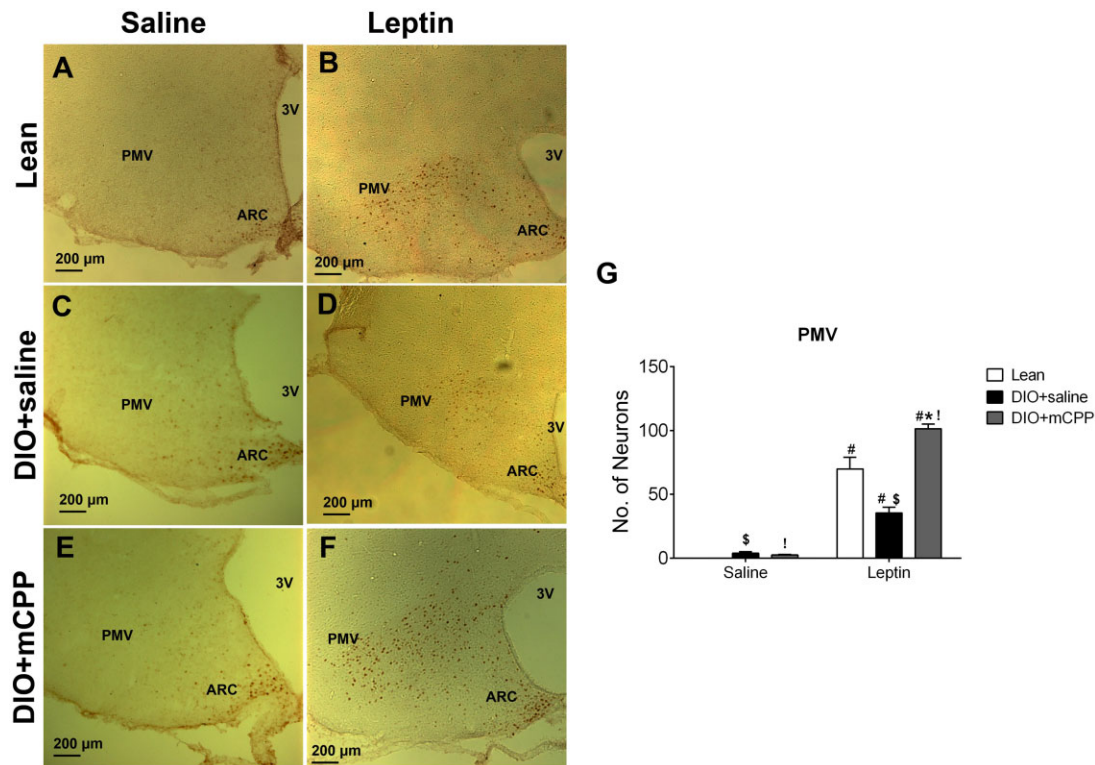 Saline Leptin
Lean
A
3V
PMV
ARC
200 µm
B
3V
PMV
ARC
200 µm
DIO+saline
C
3V
PMV
ARC
200 µm
D
3V
PMV
ARC
200 µm
DIO+mCPP
E
3V
PMV
ARC
200 µm
F
3V
PMV
ARC
200 µm
G
PMV
No. of Neurons
150
100
50
0
$
!
#
# $
#*!
Saline Leptin
Lean
DIO+saline
DIO+mCPP